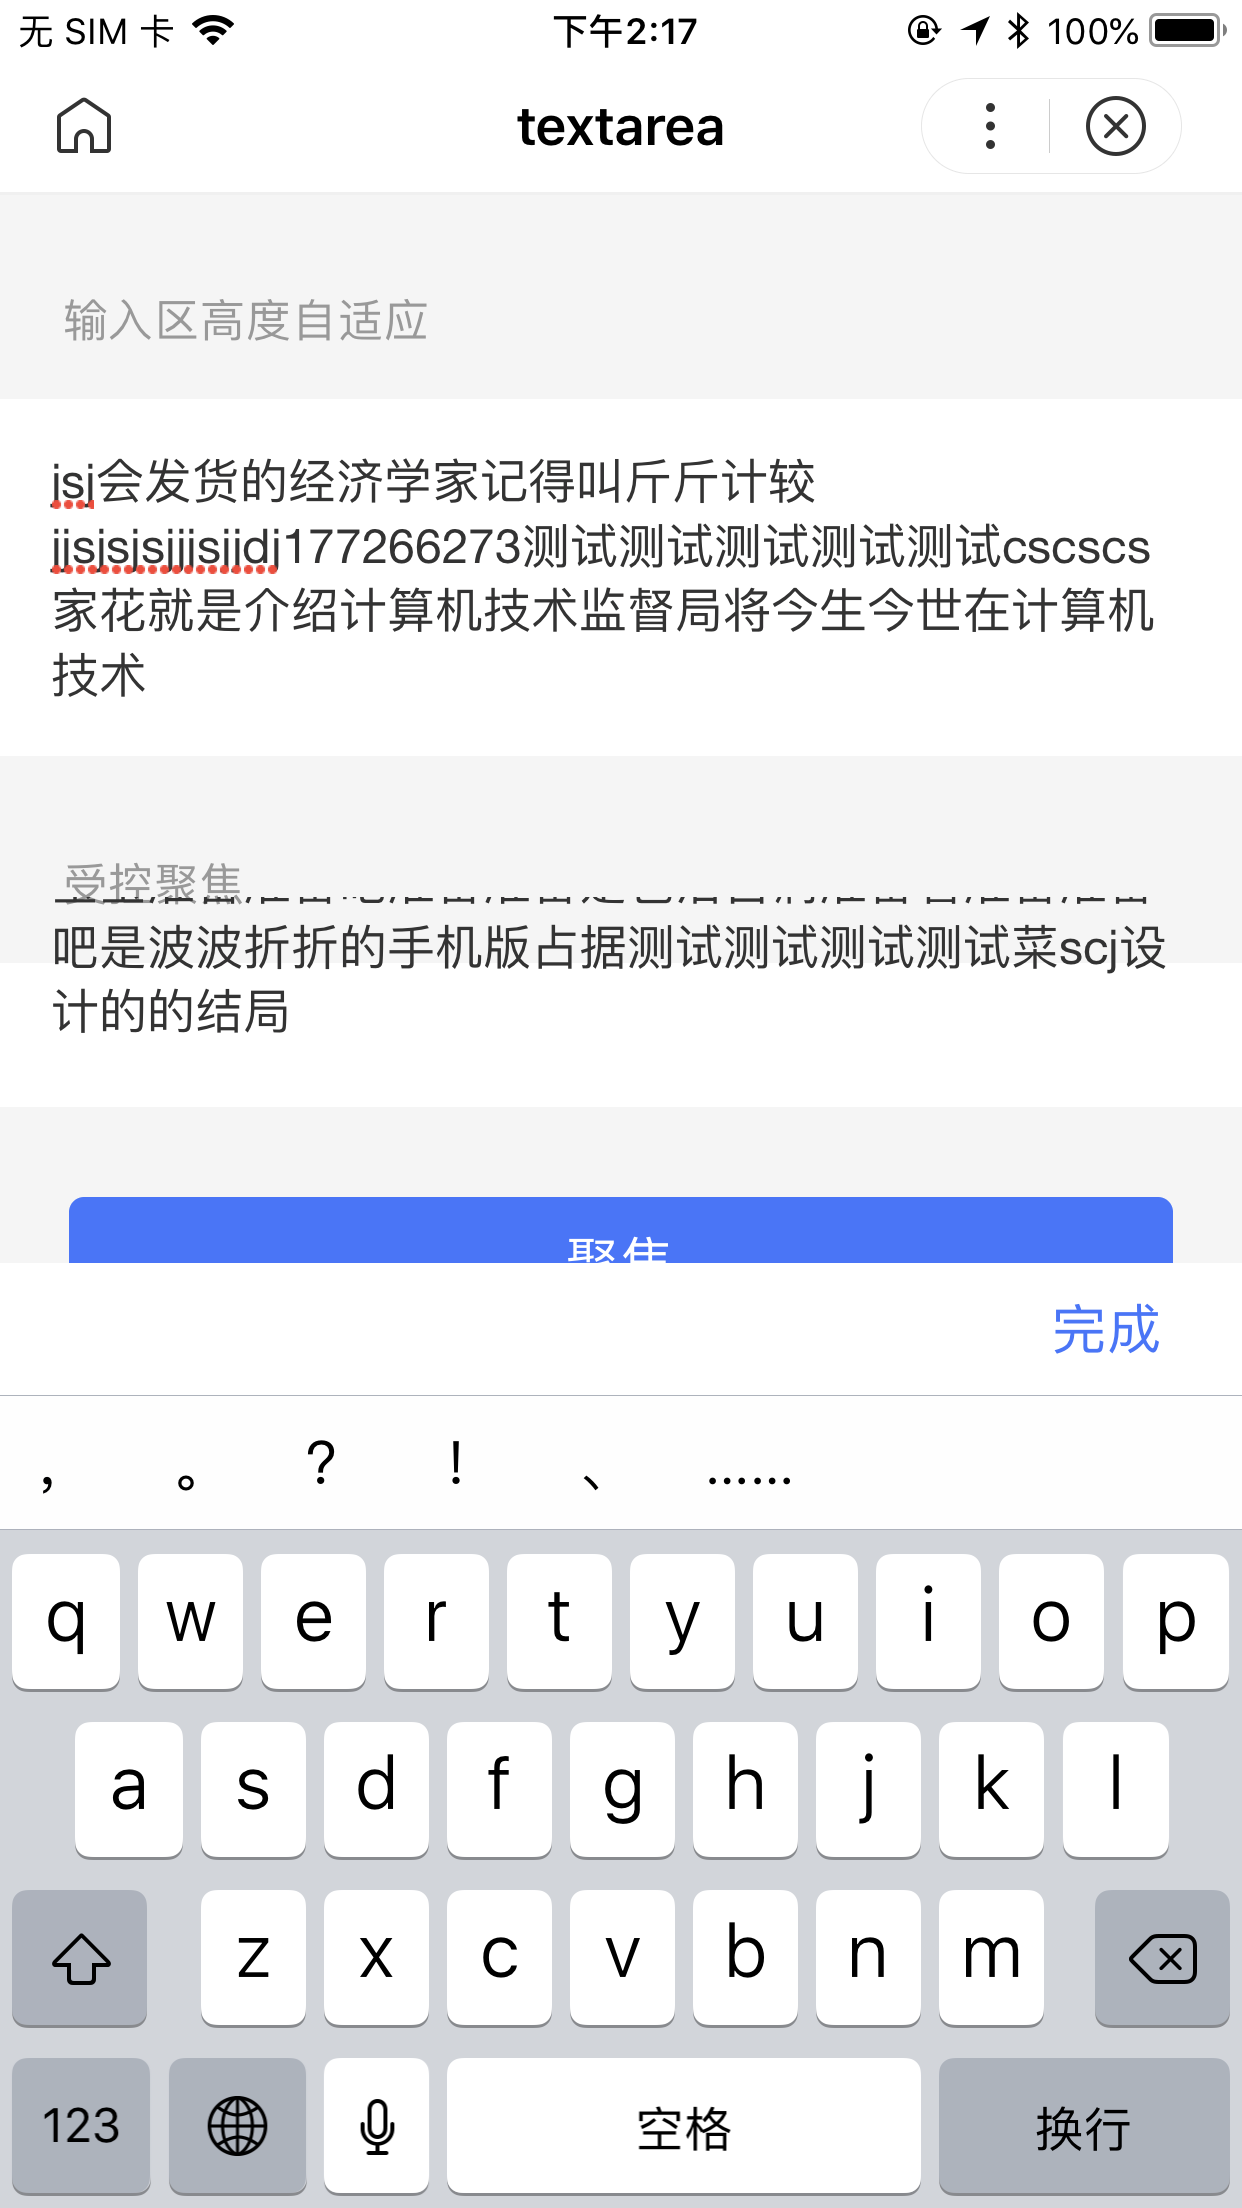 无 SIM 卡 下午2:17 100%
textarea
输入区高度自适应
jsj会发货的经济学家记得叫斤斤计较
jjsjsjsjjjsjjdj177266273测试测试测试测试测试cscscs
家花就是介绍计算机技术监督局将今生今世在计算机
技术
受控聚焦
吧是波波折折的手机版占据测试测试测试测试菜scj设
计的的结局
聚焦
完成
， 。 ? ! 、 ……
q w e r t y u i o p
a s d f g h j k l
z x c v b n m
123 空格 换行